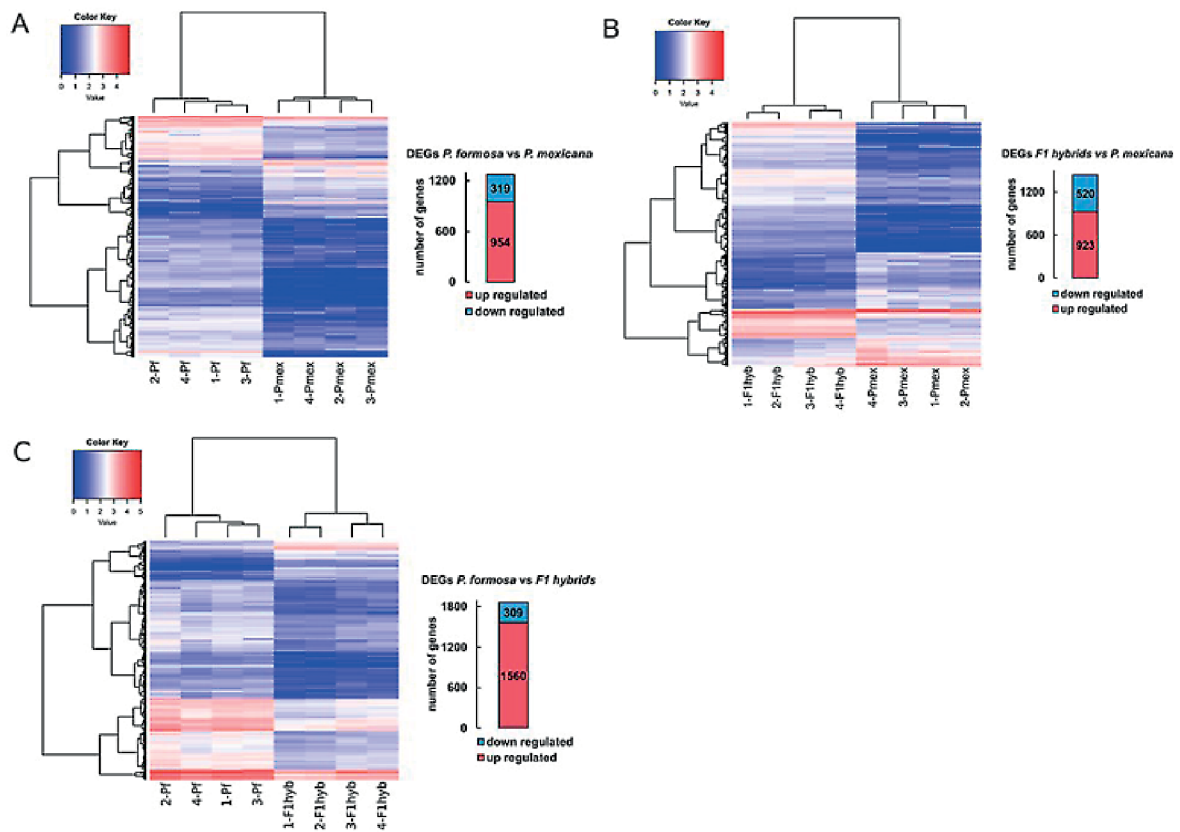 A
Color Key
0 1 2 3 4
Value
2-Pf
4-Pf
1-Pf
3-Pf
1-Pmex
4-Pmex
2-Pmex
3-Pmex
DEGs P. formosa vs P. mexicana
number of genes
1200
600
0
319
954
up regulated
down regulated
B
Color Key
0 1 2 3 4
Value
1-F1hyb
2-F1hyb
3-F1hyb
4-F1hyb
4-Pmex
3-Pmex
1-Pmex
2-Pmex
DEGs F1 hybrids vs P. mexicana
number of genes
1200
600
0
520
923
down regulated
up regulated
C
Color Key
0 1 2 3 4 5
Value
2-Pf
4-Pf
1-Pf
3-Pf
1-F1hyb
2-F1hyb
3-F1hyb
4-F1hyb
DEGs P. formosa vs F1 hybrids
number of genes
1800
1200
600
0
309
1560
down regulated
up regulated